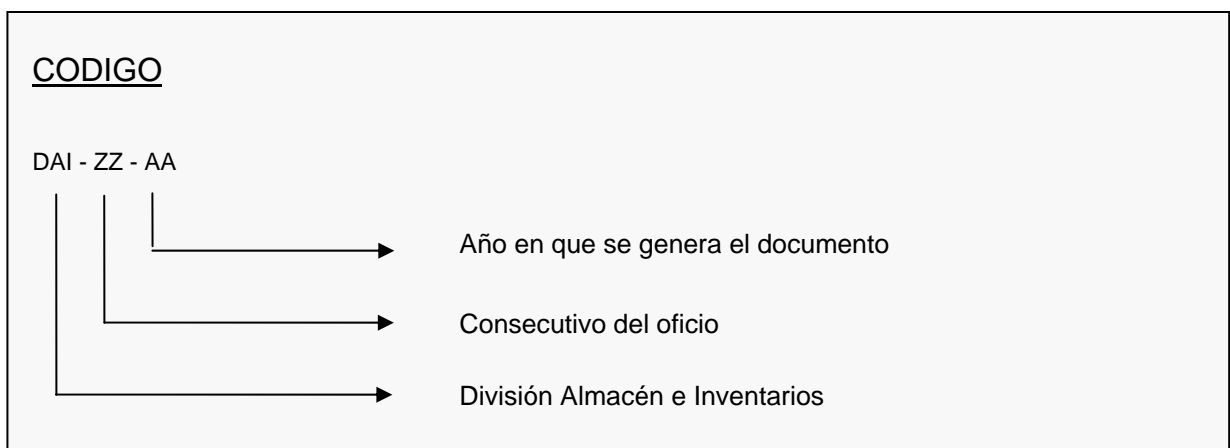 CODIGO
DAI - ZZ - AA
Año en que se genera el documento
Consecutivo del oficio
División Almacén e Inventarios